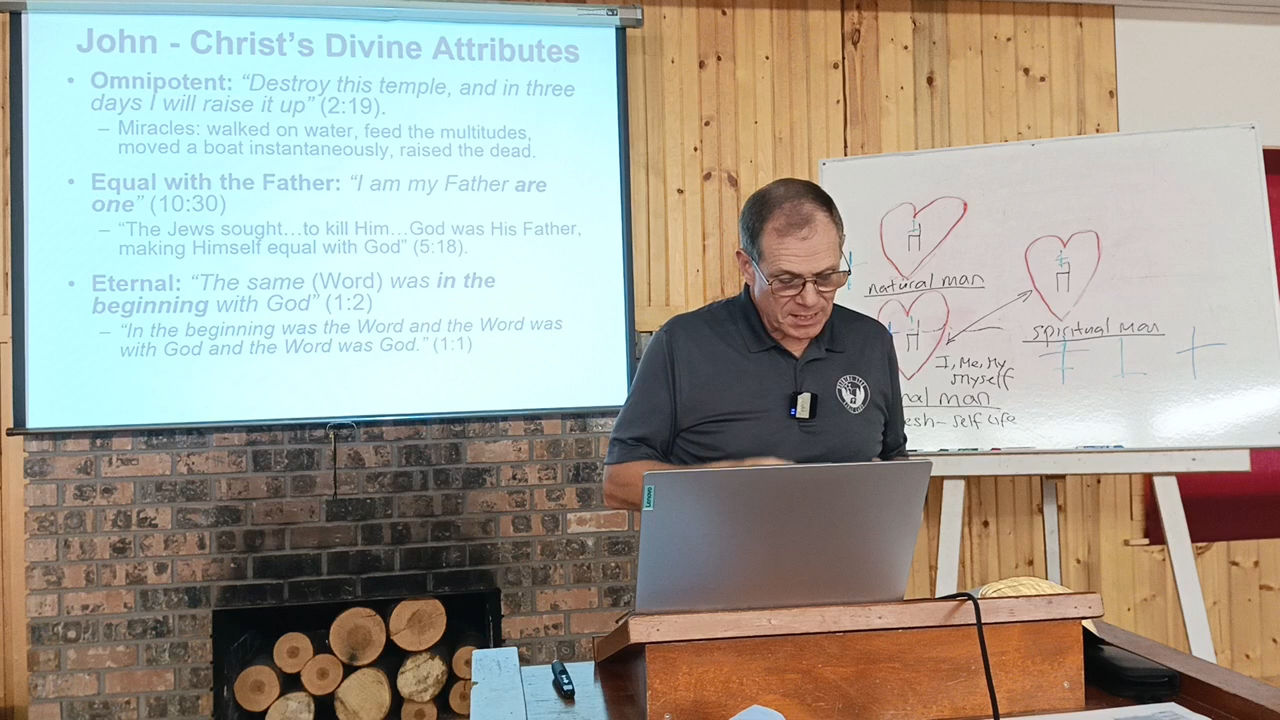 John - Christ's Divine Attributes
• Omnipotent: "Destroy this temple, and in three
days I will raise it up" (2:19).
– Miracles: walked on water, feed the multitudes,
moved a boat instantaneously, raised the dead.
• Equal with the Father: "I am my Father are
one" (10:30)
– "The Jews sought…to kill Him…God was His Father,
making Himself equal with God" (5:18).
• Eternal: "The same (Word) was in the
beginning with God" (1:2)
– "In the beginning was the Word and the Word was
with God and the Word was God." (1:1)
natural man
spiritual man
I, Me, My
Myself
nal man
esh- self life
Lenovo